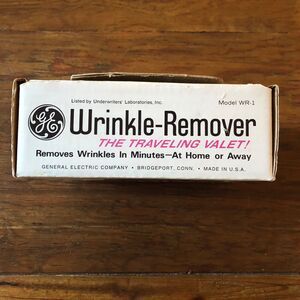 Listed by Underwriters' Laboratories, Inc.
Model WR-1
GE
Wrinkle-Remover
THE TRAVELING VALET!
Removes Wrinkles In Minutes—At Home or Away
GENERAL ELECTRIC COMPANY • BRIDGEPORT, CONN. • MADE IN U.S.A.